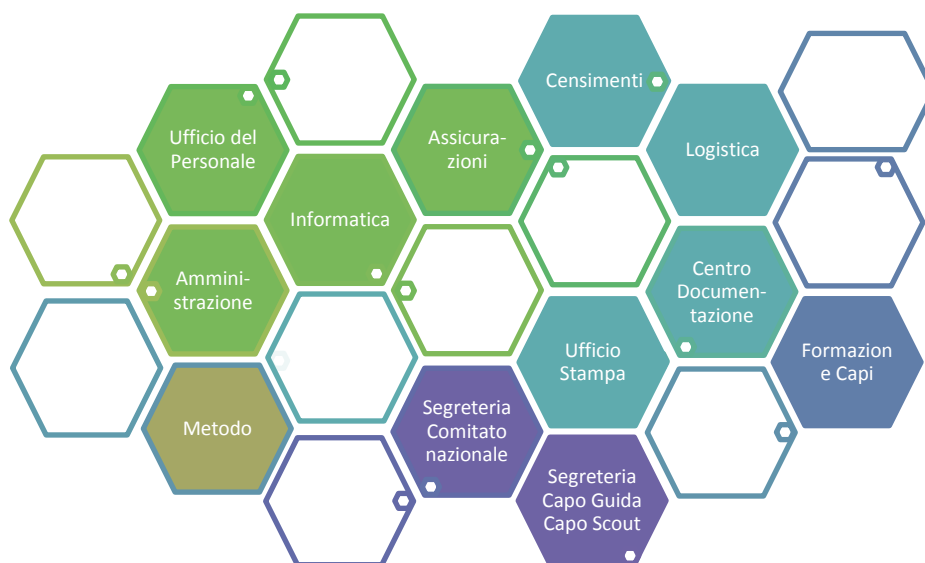 Censimenti
Ufficio del
Personale
Assicura-
zioni
Logistica
Informatica
Ammini-
strazione
Centro
Documen-
tazione
Ufficio
Stampa
Formazion
e Capi
Metodo
Segreteria
Comitato
nazionale
Segreteria
Capo Guida
Capo Scout